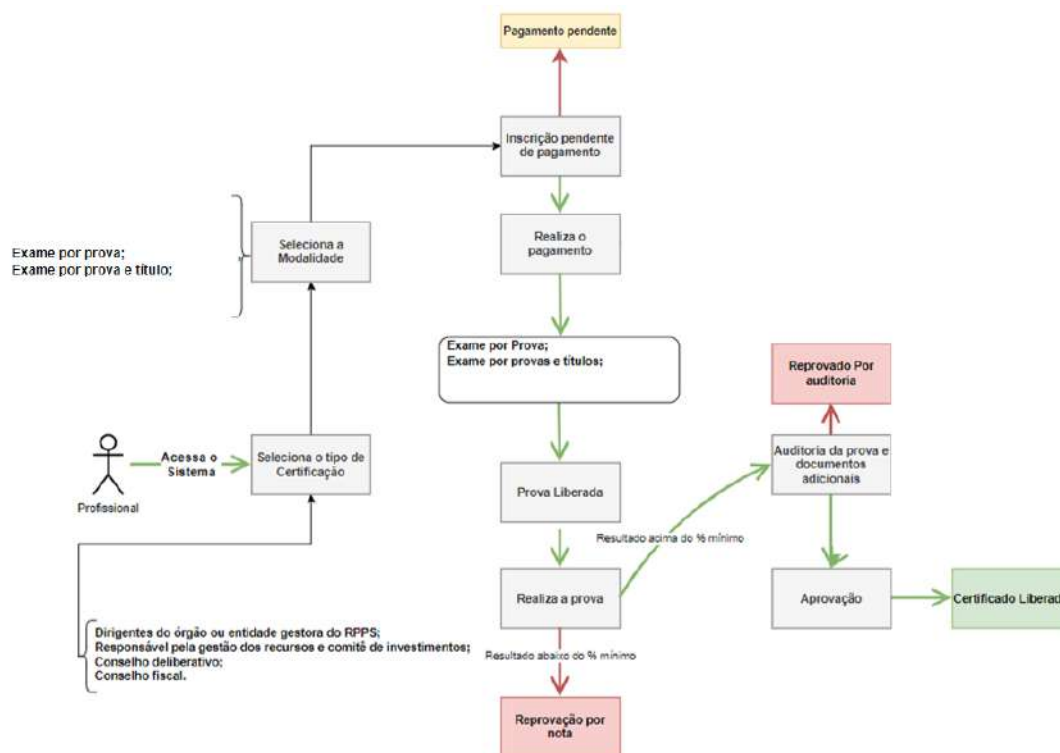 Pagamento pendente
Inscrição pendente
de pagamento
Realiza o
pagamento
Seleciona a
Modalidade
Exame por prova;
Exame por prova e título;
Exame por Prova;
Exame por provas e títulos;
Reprovado Por
auditoria
Acessa o
Sistema
Profissional
Seleciona o tipo de
Certificação
Auditoria da prova e
documentos
adicionais
Prova Liberada
Resultado acima do % mínimo
Realiza a prova
Aprovação
Certificado Liberad
Dirigentes do órgão ou entidade gestora do RPPS;
Responsável pela gestão dos recursos e comitê de investimentos;
Conselho deliberativo;
Conselho fiscal.
Resultado abaixo do % mínimo
Reprovação por
nota